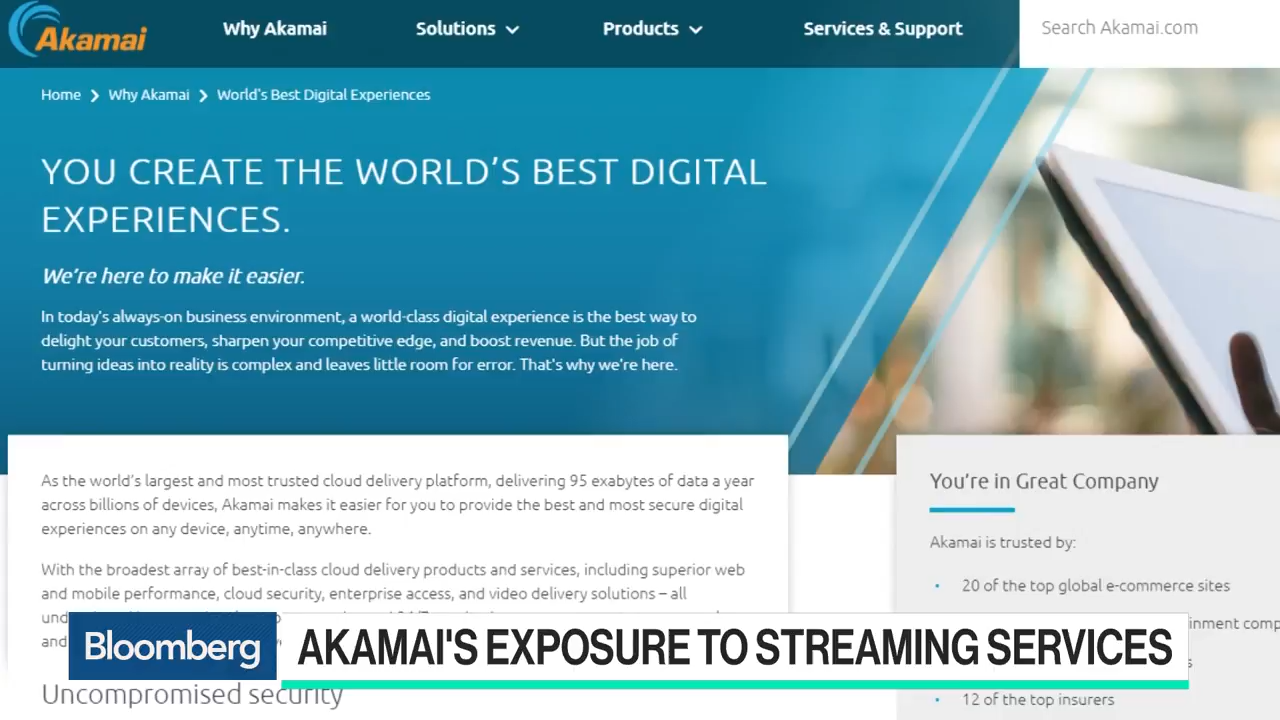 Akamai
Why Akamai
Solutions
Products
Services & Support
Search Akamai.com
Home > Why Akamai > World's Best Digital Experiences
YOU CREATE THE WORLD’S BEST DIGITAL
EXPERIENCES.
We’re here to make it easier.
In today's always-on business environment, a world-class digital experience is the best way to
delight your customers, sharpen your competitive edge, and boost revenue. But the job of
turning ideas into reality is complex and leaves little room for error. That's why we're here.
As the world’s largest and most trusted cloud delivery platform, delivering 95 exabytes of data a year
across billions of devices, Akamai makes it easier for you to provide the best and most secure digital
experiences on any device, anytime, anywhere.
With the broadest array of best-in-class cloud delivery products and services, including superior web
and mobile performance, cloud security, enterprise access, and video delivery solutions – all
and
Uncompromised security
You’re in Great Company
Akamai is trusted by:
20 of the top global e-commerce sites
12 of the top insurers
Bloomberg
AKAMAI'S EXPOSURE TO STREAMING SERVICES